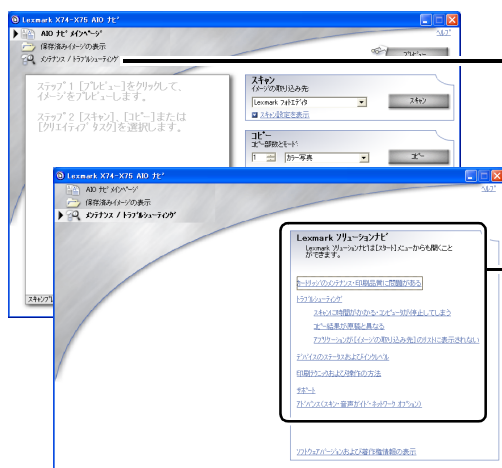 Lexmark X74-X75 AIO ナビ
AIO ナビ メインページ
ヘルプ
保存済みイメージの表示
メンテナンス / トラブルシューティング
プレビュー
ステップ 1 [プレビュー]をクリックして、
イメージをプレビューします。
ステップ 2 [スキャン]、[コピー]または
[クリエイティブ タスク]を選択します。
スキャン
イメージの取り込み先:
Lexmark フォトエディタ
スキャン
スキャン設定を表示
コピー
コピー部数とモード:
1
カラー写真
コピー
Lexmark X74-X75 AIO ナビ
AIO ナビ メインページ
ヘルプ
保存済みイメージの表示
メンテナンス / トラブルシューティング
Lexmark ソリューションナビ
Lexmark ソリューションナビは[スタート]メニューからも開くこと
ができます。
カートリッジのメンテナンス・印刷品質に問題がある
トラブルシューティング
スキャンに時間がかかる・コンピュータが停止してしまう
コピー結果が原稿と異なる
アプリケーションが[イメージの取り込み先]のリストに表示されない
デバイスのステータスおよびインクレベル
印刷テクニックおよび操作の方法
サポート
アドバンス(スキャン・音声ガイド・ネットワーク オプション)
ソフトウェアバージョンおよび著作権情報の表示